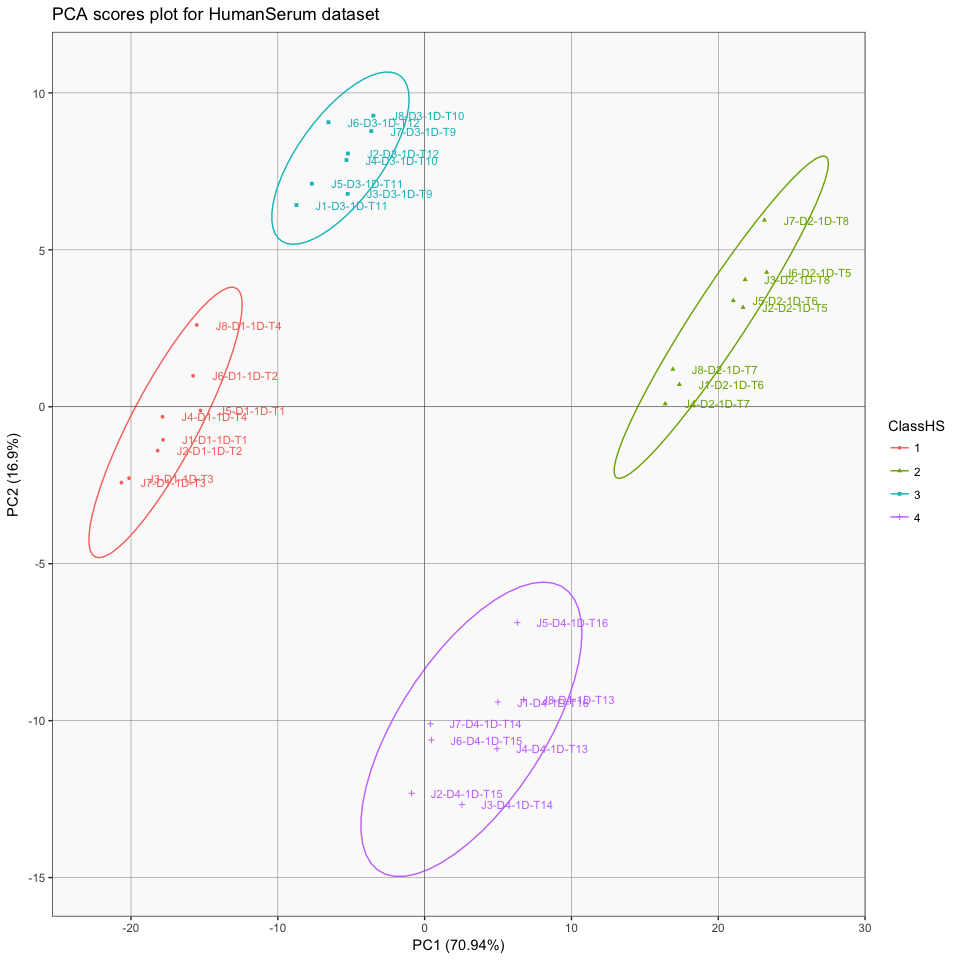 PCA scores plot for HumanSerum dataset
PC2 (16.9%)
10
5
0
-5
-10
-15
J8-D3-1D-T10
J6-D3-1D-T12
J7-D3-1D-T9
J2-D3-1D-T12
J4-D3-1D-T10
J5-D3-1D-T11
J3-D3-1D-T9
J1-D3-1D-T11
J7-D2-1D-T8
J6-D2-1D-T5
J3-D2-1D-T8
J5-D2-1D-T6
J2-D2-1D-T5
J8-D2-1D-T7
J1-D2-1D-T6
J4-D2-1D-T7
J8-D1-1D-T4
J6-D1-1D-T2
J5-D1-1D-T1
J4-D1-1D-T4
J1-D1-1D-T1
J2-D1-1D-T2
J3-D1-1D-T3
J7-D1-1D-T3
J5-D4-1D-T16
J8-D4-1D-T13
J1-D4-1D-T16
J7-D4-1D-T14
J6-D4-1D-T15
J4-D4-1D-T13
J2-D4-1D-T15
J3-D4-1D-T14
-20
-10
0
10
20
30
PC1 (70.94%)
ClassHS
1
2
3
4